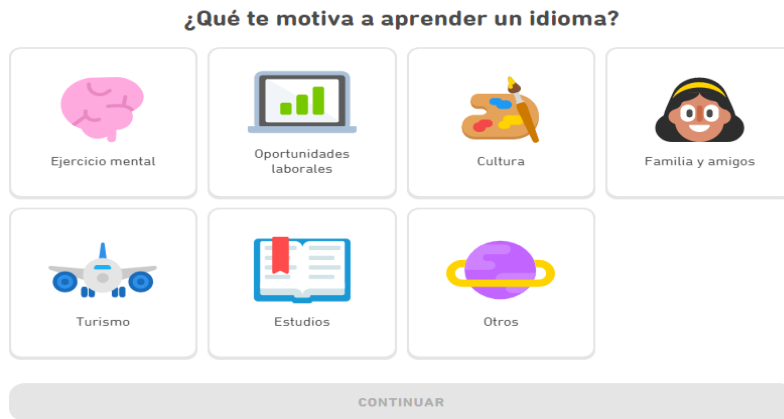 ¿Qué te motiva a aprender un idioma?
Ejercicio mental
Oportunidades
laborales
Cultura
Familia y amigos
Turismo
Estudios
Otros
CONTINUAR